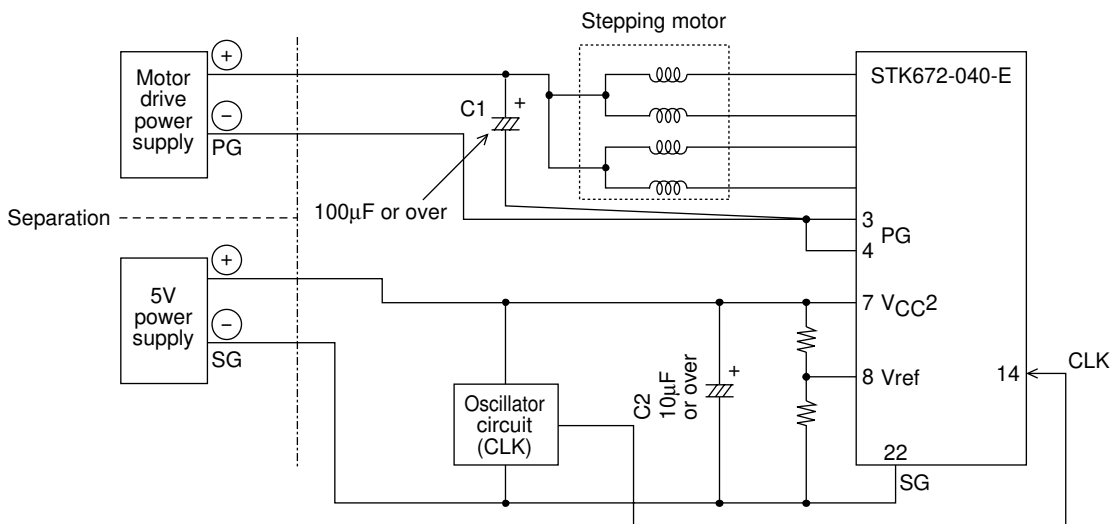 Stepping motor
Motor
drive
power
supply
+
−
PG
C1
+
100μF or over
STK672-040-E
3
PG
4
Separation
5V
power
supply
+
−
SG
Oscillator
circuit
(CLK)
C2
10μF
or over
+
7 VCC2
8 Vref
14
CLK
22
SG